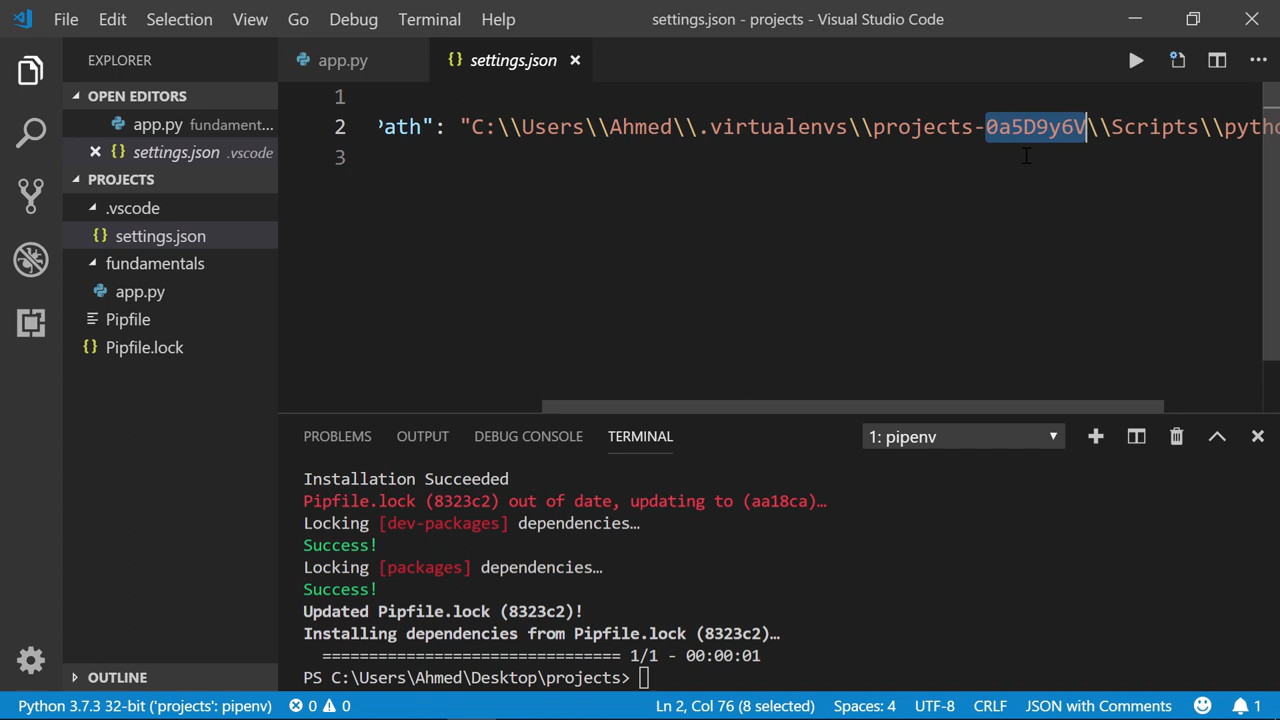 File Edit Selection View Go Debug Terminal Help settings.json - projects - Visual Studio Code
EXPLORER
app.py
settings.json
OPEN EDITORS
app.py fundament...
settings.json .vscode
PROJECTS
.vscode
settings.json
fundamentals
app.py
Pipfile
Pipfile.lock
OUTLINE
1
2 ath": "C:\\Users\\Ahmed\\.virtualenvs\\projects-0a5D9y6V\\Scripts\\pytho
3
PROBLEMS OUTPUT DEBUG CONSOLE TERMINAL 1: pipenv
Installation Succeeded
Pipfile.lock (8323c2) out of date, updating to (aa18ca)…
Locking [dev-packages] dependencies…
Success!
Locking [packages] dependencies…
Success!
Updated Pipfile.lock (8323c2)!
Installing dependencies from Pipfile.lock (8323c2)…
================================ 1/1 - 00:00:01
PS C:\Users\Ahmed\Desktop\projects>
Python 3.7.3 32-bit ('projects': pipenv) 0 0 Ln 2, Col 76 (8 selected) Spaces: 4 UTF-8 CRLF JSON with Comments 1